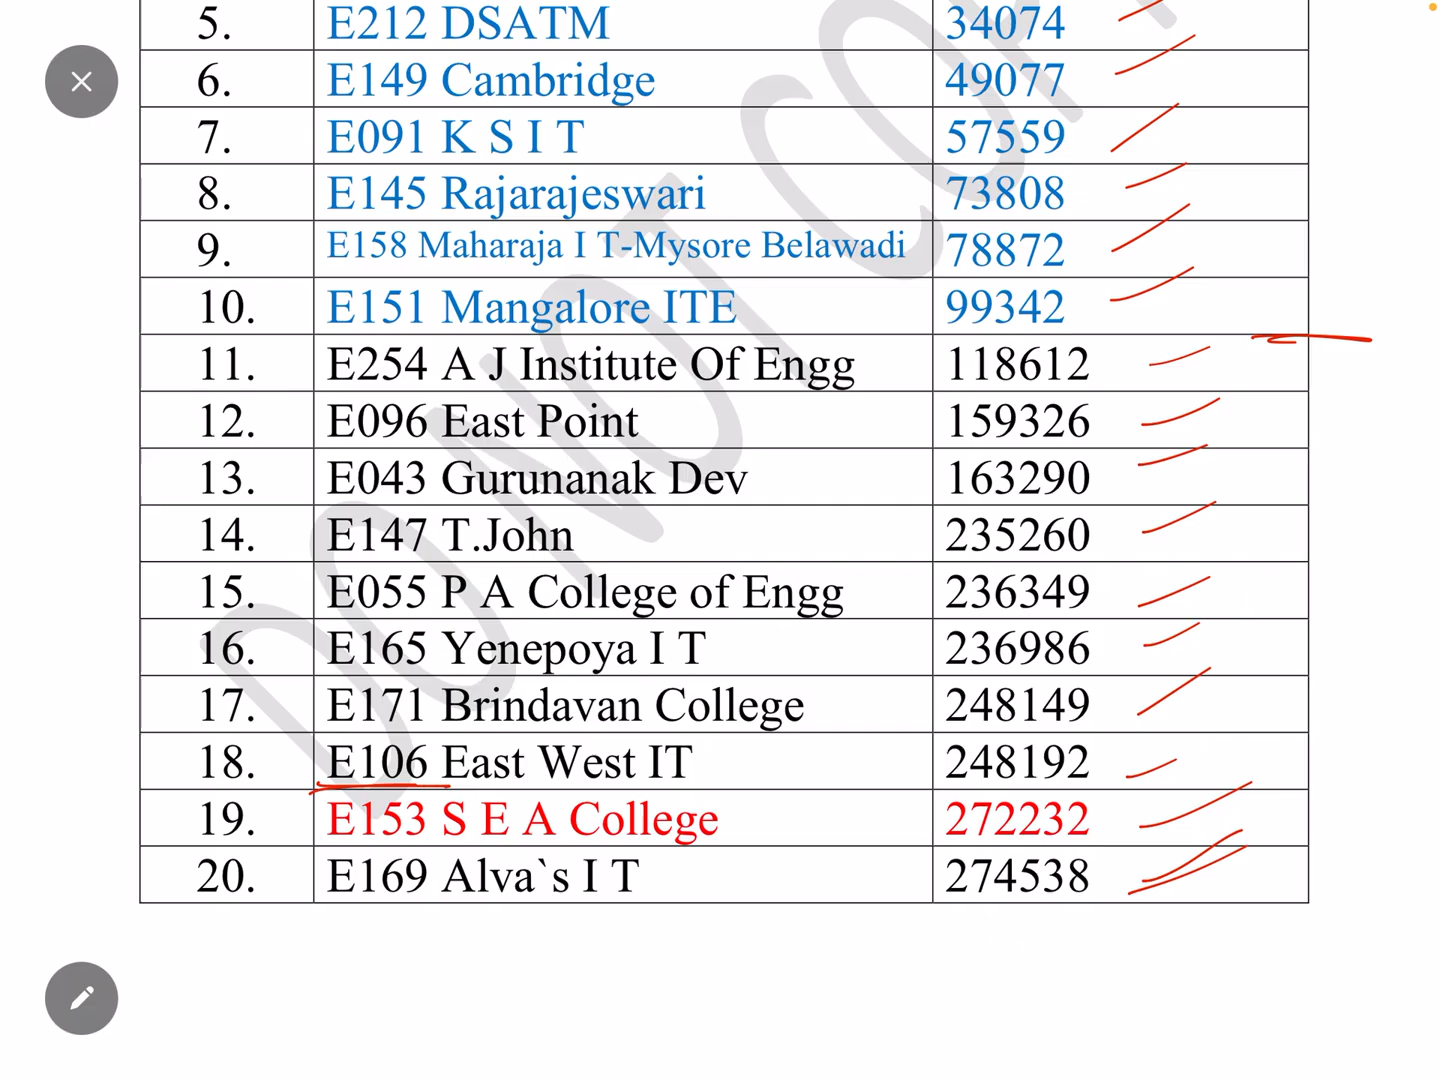 5. E212 DSATM 34074
6. E149 Cambridge 49077
7. E091 K S I T 57559
8. E145 Rajarajeswari 73808
9. E158 Maharaja I T-Mysore Belawadi 78872
10. E151 Mangalore ITE 99342
11. E254 A J Institute Of Engg 118612
12. E096 East Point 159326
13. E043 Gurunanak Dev 163290
14. E147 T.John 235260
15. E055 P A College of Engg 236349
16. E165 Yenepoya I T 236986
17. E171 Brindavan College 248149
18. E106 East West IT 248192
19. E153 S E A College 272232
20. E169 Alva`s I T 274538
DO NOT